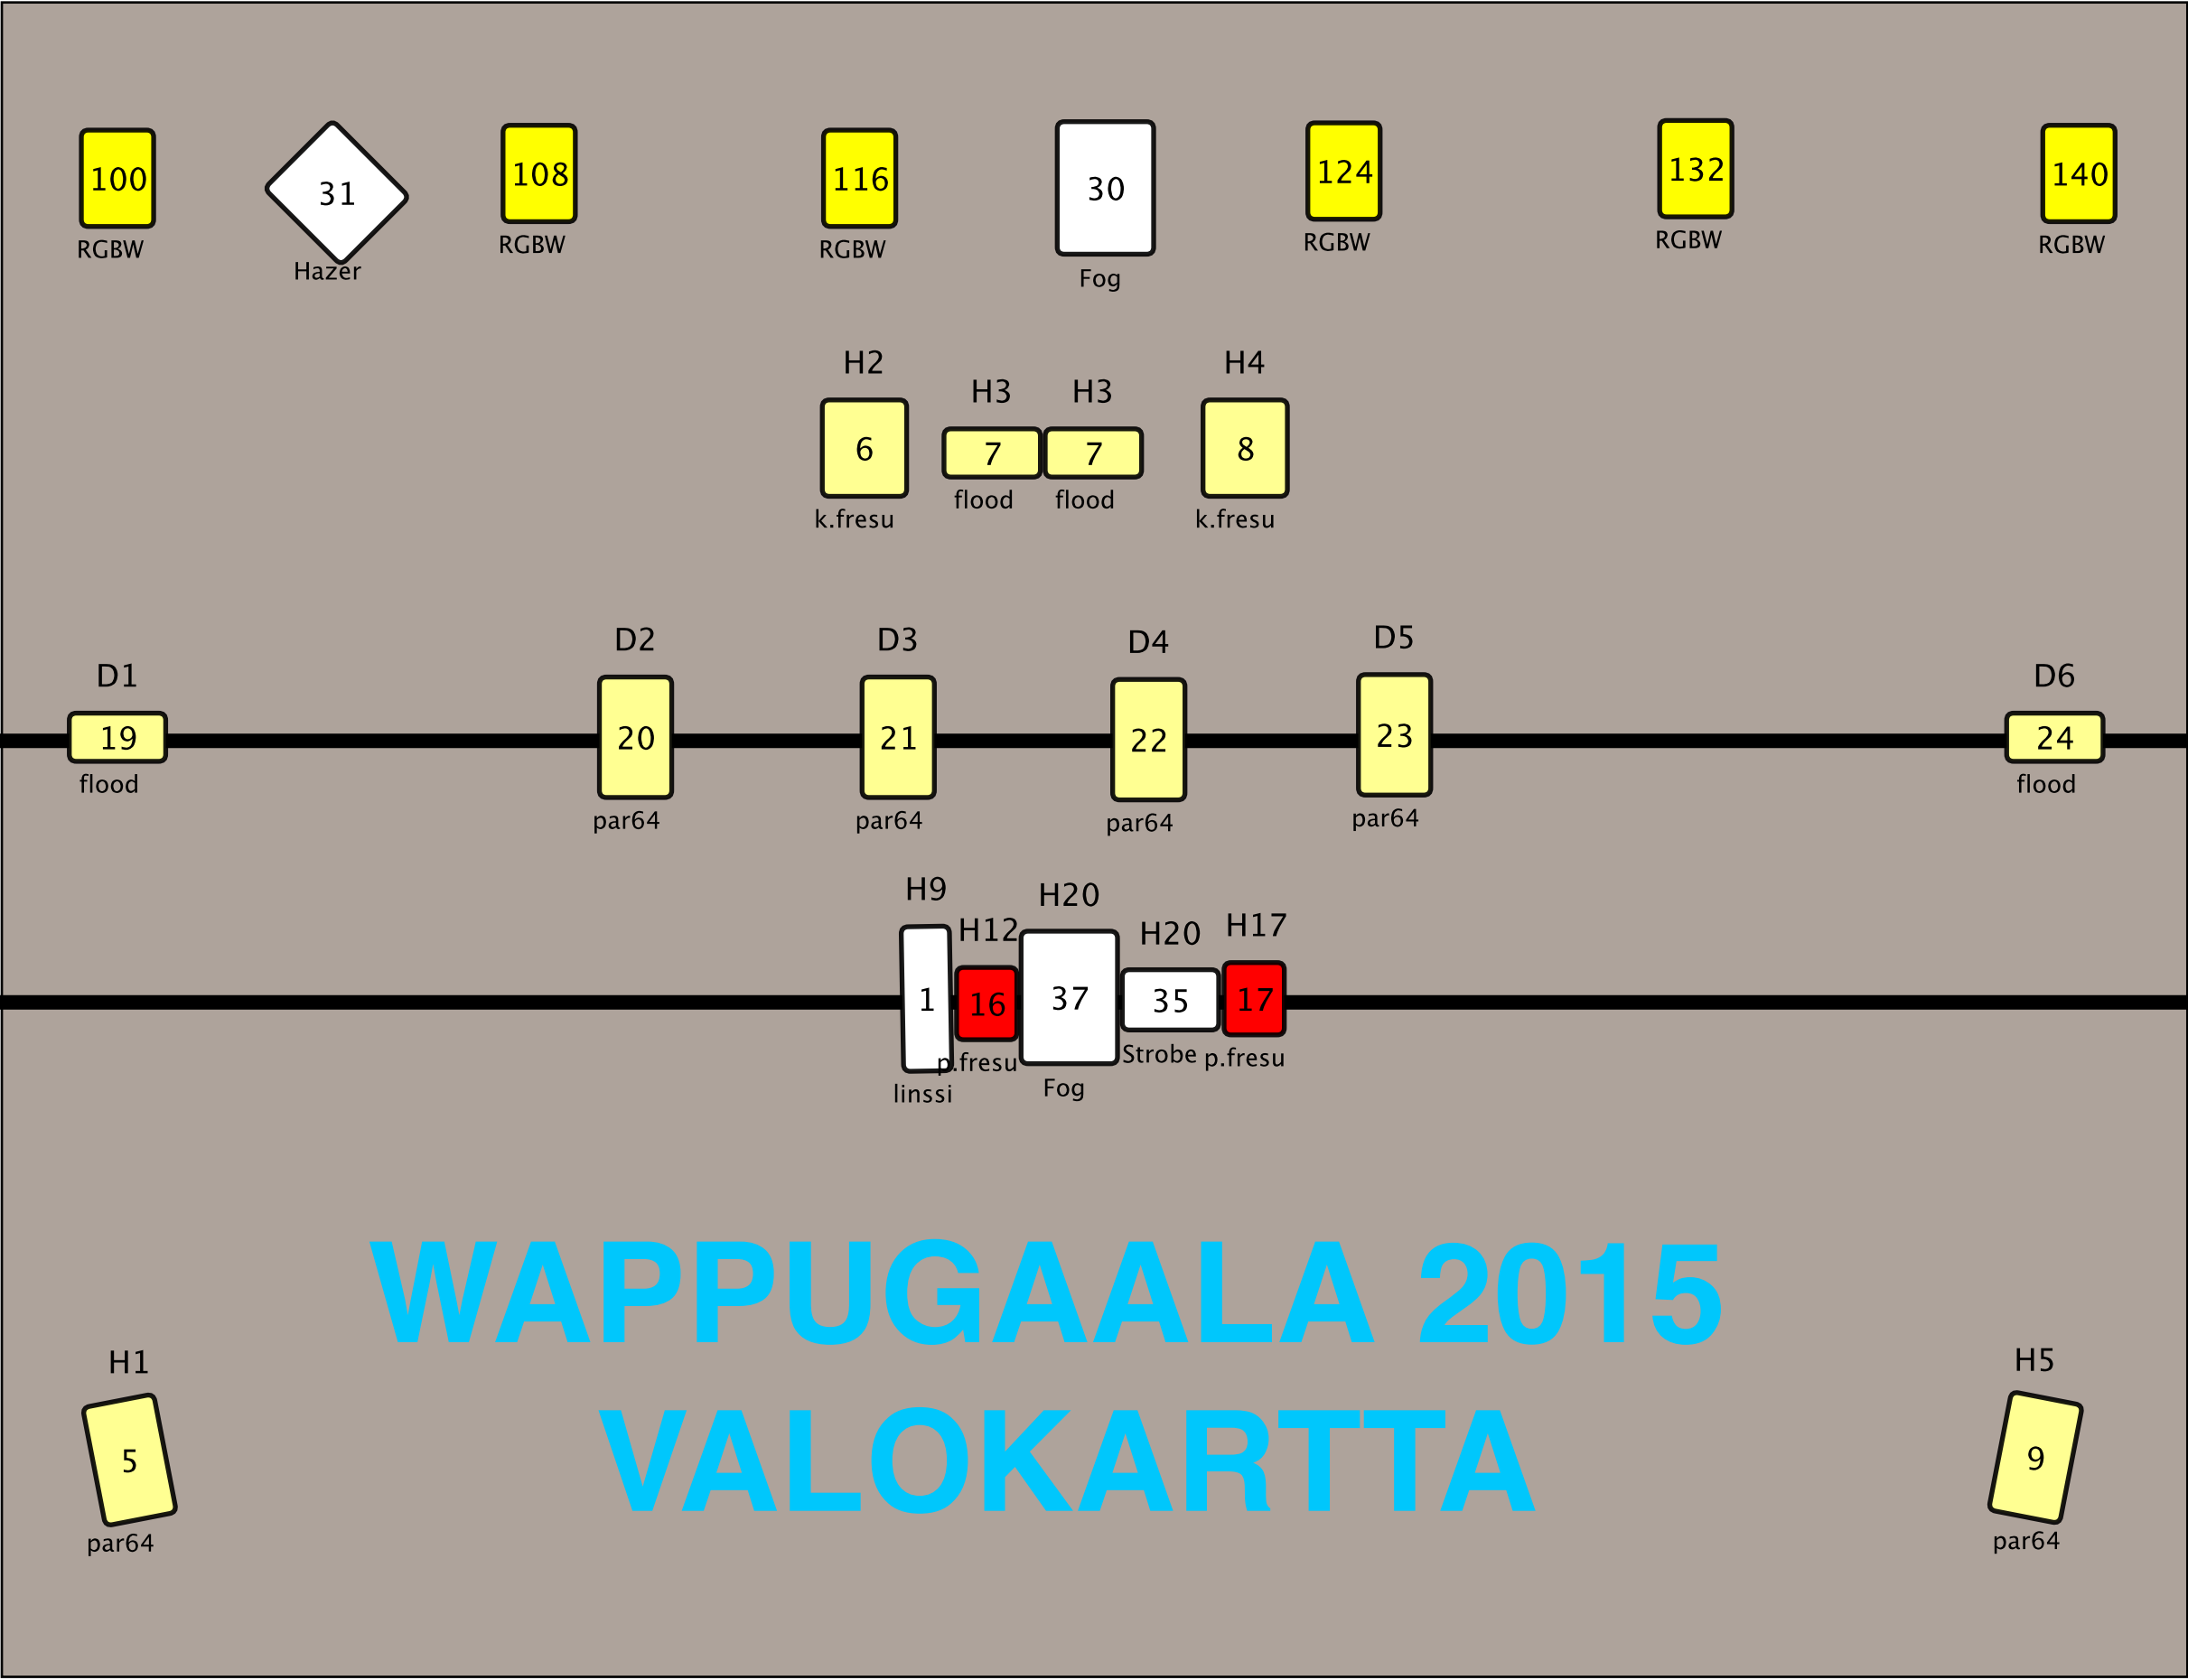 100 31 108 116 30 124 132 140
RGBW Hazer RGBW RGBW Fog RGBW RGBW RGBW
H2 H3 H3 H4
6 7 7 8
k.fresu flood flood k.fresu
D1 D2 D3 D4 D5 D6
19 20 21 22 23 24
flood par64 par64 par64 par64 flood
H9 H12 H20 H20 H17
1 16 37 35 17
linssi p.fresu Fog Strobe p.fresu
WAPPUGAALA 2015
VALOKARTTA
H1 H5
5 9
par64 par64